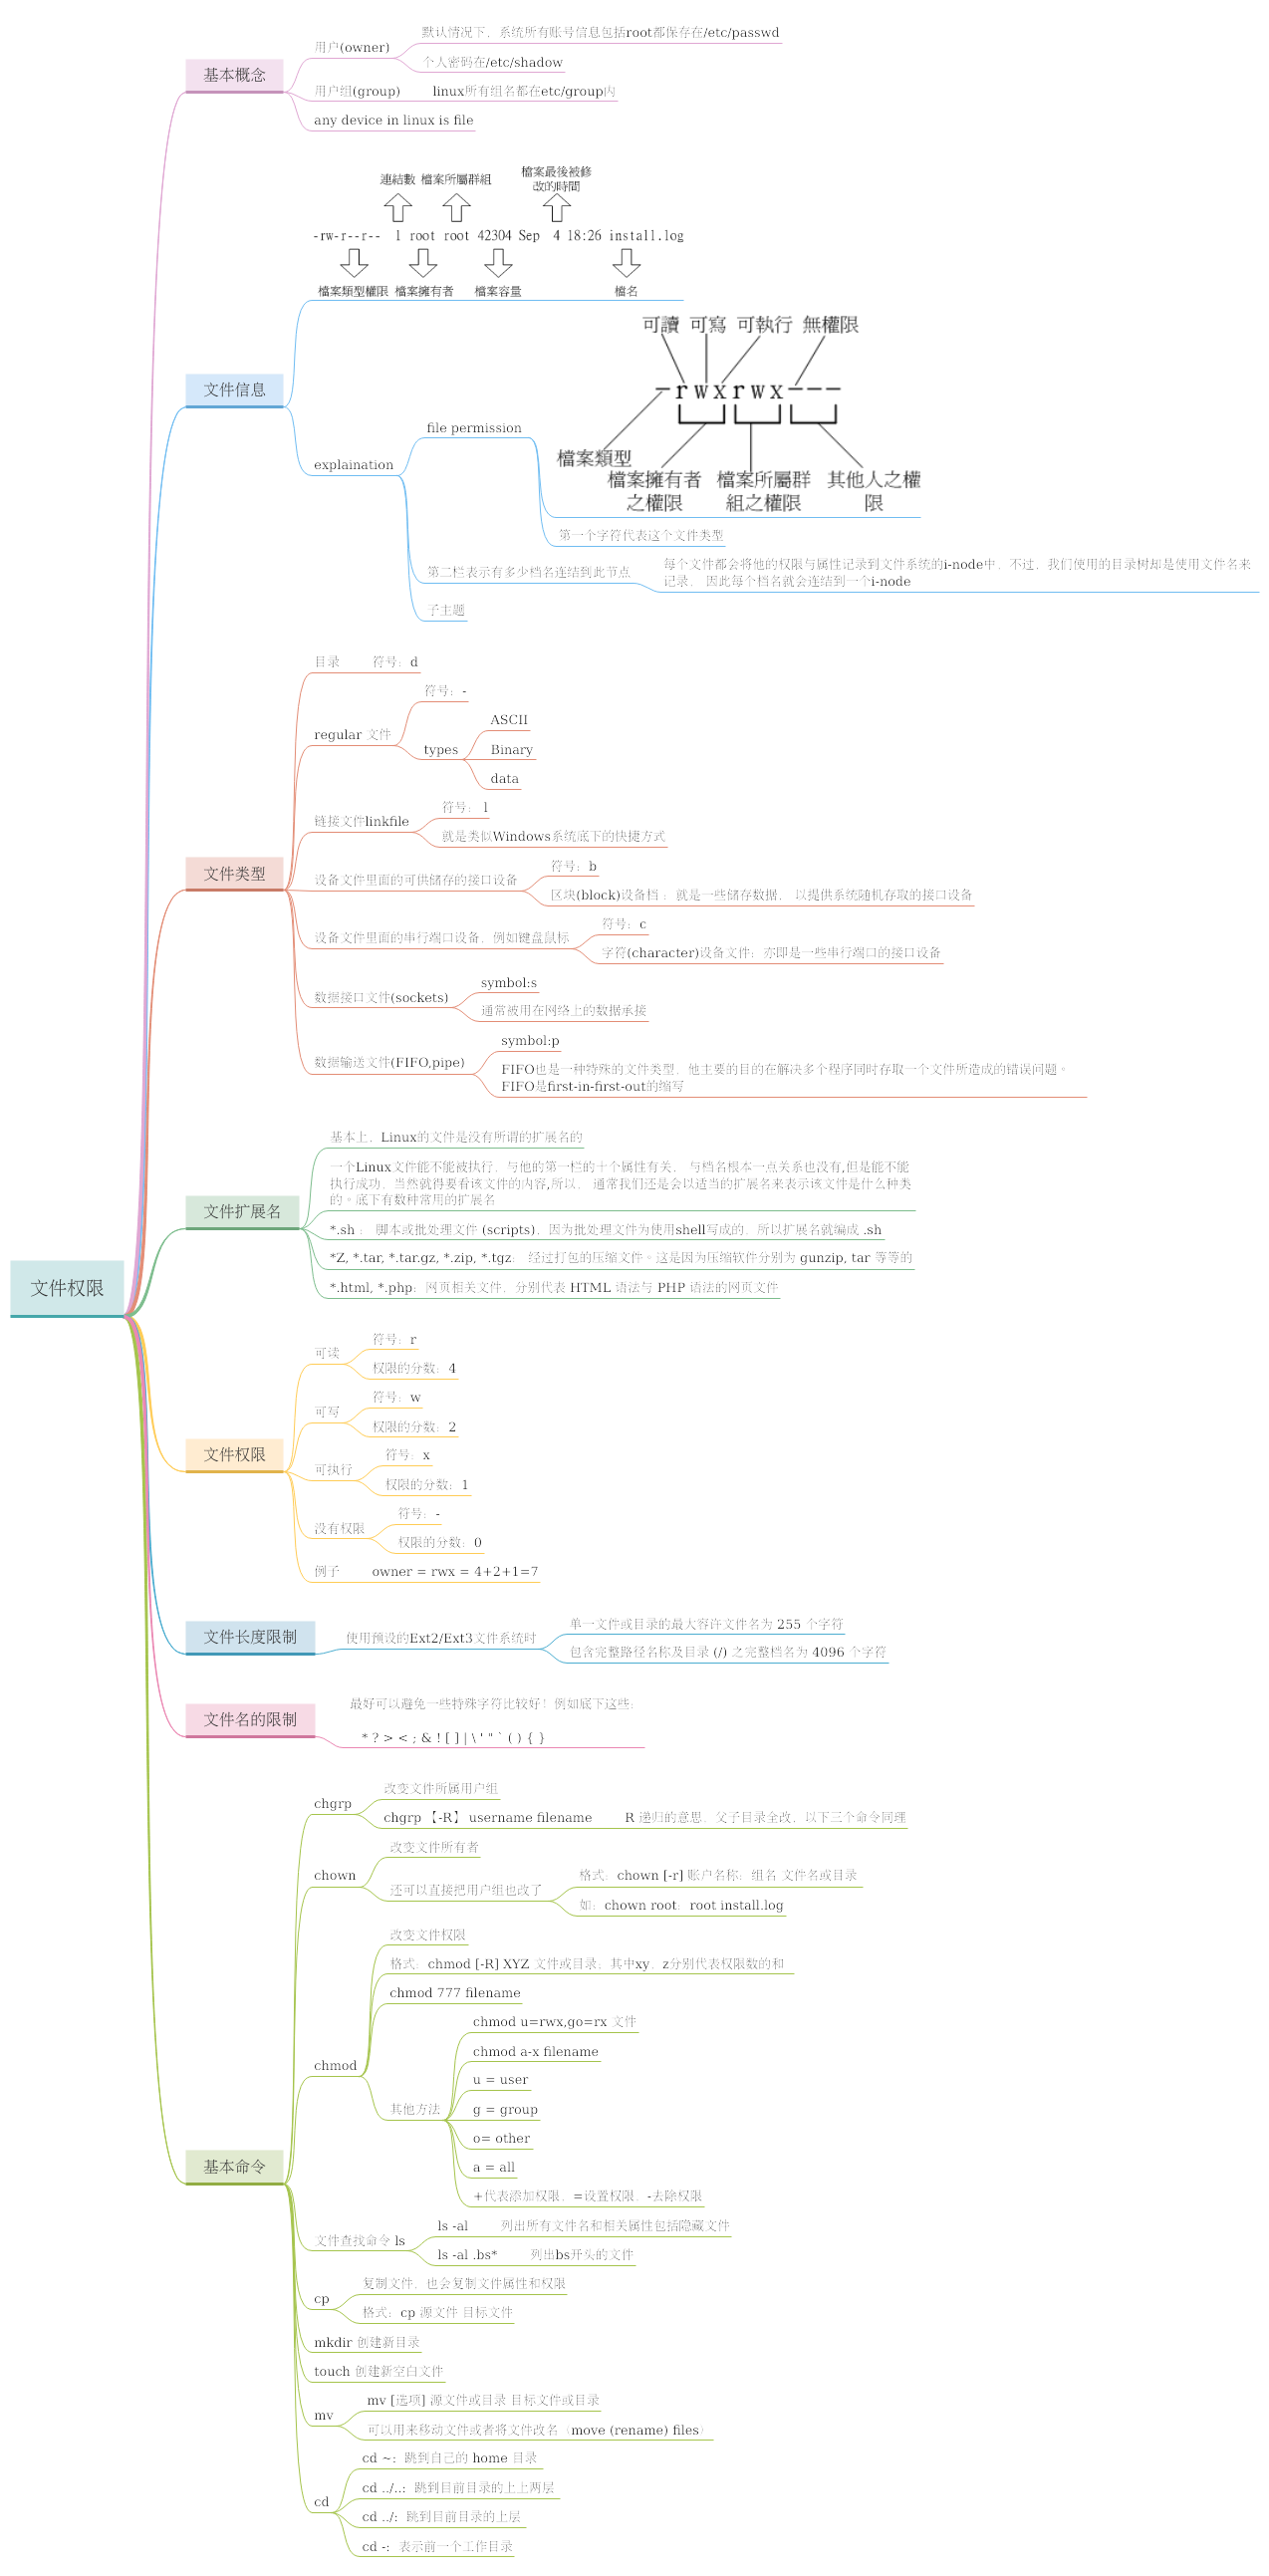 文件权限
基本概念
用户(owner)
默认情况下，系统所有账号信息包括root都保存在/etc/passwd
个人密码在/etc/shadow
用户组(group)
linux所有组名都在etc/group内
any device in linux is file
文件信息
連結數 檔案所屬群組 檔案最後被修
改的時間
-rw-r--r-- 1 root root 42304 Sep 4 18:26 install.log
檔案類型權限 檔案擁有者 檔案容量 檔名
explaination
file permission
可讀 可寫 可執行 無權限
-rwxrwx---
檔案類型
檔案擁有者 檔案所屬群 其他人之權
之權限 組之權限 限
第一个字符代表这个文件类型
第二栏表示有多少档名连结到此节点
每个文件都会将他的权限与属性记录到文件系统的i-node中，不过，我们使用的目录树却是使用文件名来
记录， 因此每个档名就会连结到一个i-node
子主题
文件类型
目录
符号：d
regular 文件
符号：-
types
ASCII
Binary
data
链接文件linkfile
符号： l
就是类似Windows系统底下的快捷方式
设备文件里面的可供储存的接口设备
符号：b
区块(block)设备档 ：就是一些储存数据， 以提供系统随机存取的接口设备
设备文件里面的串行端口设备，例如键盘鼠标
符号：c
字符(character)设备文件：亦即是一些串行端口的接口设备
数据接口文件(sockets)
symbol:s
通常被用在网络上的数据承接
数据输送文件(FIFO,pipe)
symbol:p
FIFO也是一种特殊的文件类型，他主要的目的在解决多个程序同时存取一个文件所造成的错误问题。
FIFO是first-in-first-out的缩写
文件扩展名
基本上，Linux的文件是没有所谓的扩展名的
一个Linux文件能不能被执行，与他的第一栏的十个属性有关， 与档名根本一点关系也没有,但是能不能
执行成功，当然就得要看该文件的内容,所以， 通常我们还是会以适当的扩展名来表示该文件是什么种类
的。底下有数种常用的扩展名
*.sh ： 脚本或批处理文件 (scripts)，因为批处理文件为使用shell写成的，所以扩展名就编成 .sh
*Z, *.tar, *.tar.gz, *.zip, *.tgz： 经过打包的压缩文件。这是因为压缩软件分别为 gunzip, tar 等等的
*.html, *.php：网页相关文件，分别代表 HTML 语法与 PHP 语法的网页文件
文件权限
可读
符号：r
权限的分数：4
可写
符号：w
权限的分数：2
可执行
符号：x
权限的分数：1
没有权限
符号：-
权限的分数：0
例子
owner = rwx = 4+2+1=7
文件长度限制
使用预设的Ext2/Ext3文件系统时
单一文件或目录的最大容许文件名为 255 个字符
包含完整路径名称及目录 (/) 之完整档名为 4096 个字符
文件名的限制
最好可以避免一些特殊字符比较好！例如底下这些：
* ? > < ; & ! [ ] | \ ' " ` ( ) { }
基本命令
chgrp
改变文件所属用户组
chgrp 【-R】 username filename
R 递归的意思，父子目录全改，以下三个命令同理
chown
改变文件所有者
还可以直接把用户组也改了
格式：chown [-r] 账户名称：组名 文件名或目录
如：chown root：root install.log
chmod
改变文件权限
格式：chmod [-R] XYZ 文件或目录；其中xy，z分别代表权限数的和
chmod 777 filename
其他方法
chmod u=rwx,go=rx 文件
chmod a-x filename
u = user
g = group
o= other
a = all
+代表添加权限，=设置权限，-去除权限
文件查找命令 ls
ls -al
列出所有文件名和相关属性包括隐藏文件
ls -al .bs*
列出bs开头的文件
cp
复制文件，也会复制文件属性和权限
格式：cp 源文件 目标文件
mkdir 创建新目录
touch 创建新空白文件
mv
mv [选项] 源文件或目录 目标文件或目录
可以用来移动文件或者将文件改名（move (rename) files）
cd
cd ~：跳到自己的 home 目录
cd ../..：跳到目前目录的上上两层
cd ../：跳到目前目录的上层
cd -：表示前一个工作目录